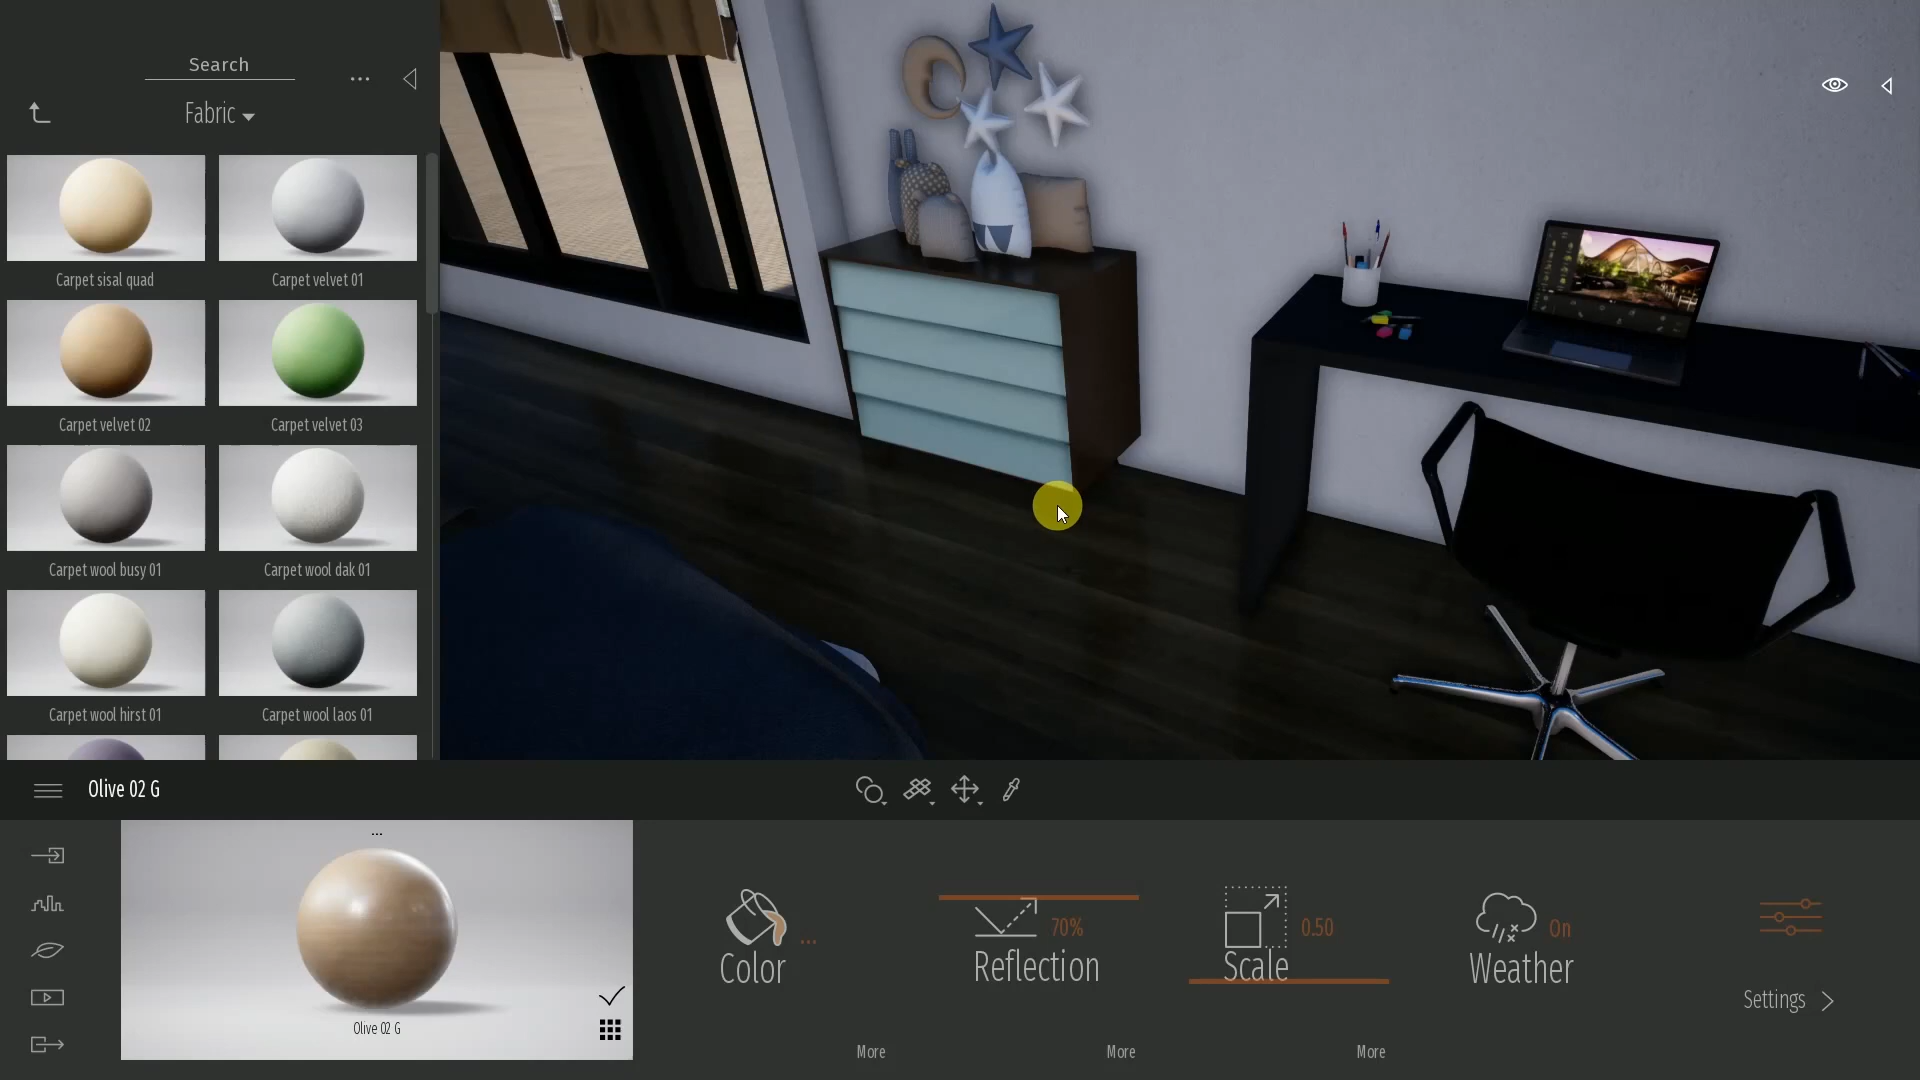 Search
...
Fabric
Carpet sisal quad
Carpet velvet 01
Carpet velvet 02
Carpet velvet 03
Carpet wool busy 01
Carpet wool dak 01
Carpet wool hirst 01
Carpet wool laos 01
Olive 02 G
...
Olive 02 G
Color
...
More
70%
Reflection
More
0.50
Scale
More
On
Weather
Settings